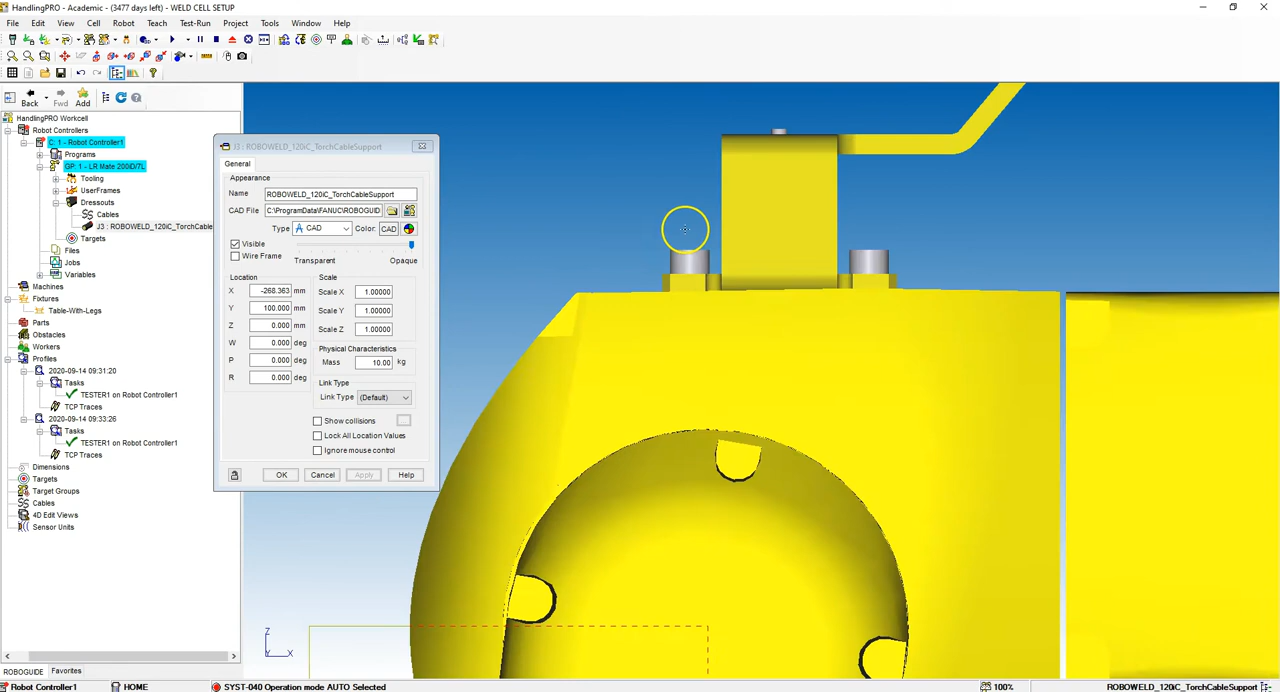 HandlingPRO - Academic - (3477 days left) - WELD CELL SETUP
File Edit View Cell Robot Teach Test-Run Project Tools Window Help
Back Fwd Add
HandlingPRO Workcell
Robot Controllers
C: 1 - Robot Controller1
Programs
GP: 1 - LR Mate 200iD/7L
Tooling
UserFrames
Dressouts
Cables
J3 : ROBOWELD_120iC_TorchCable
Targets
Files
Jobs
Variables
Machines
Fixtures
Table-With-Legs
Parts
Obstacles
Workers
Profiles
2020-09-14 09:31:20
Tasks
TESTER1 on Robot Controller1
TCP Traces
2020-09-14 09:33:26
Tasks
TESTER1 on Robot Controller1
TCP Traces
Dimensions
Targets
Target Groups
Cables
4D Edit Views
Sensor Units
ROBOGUIDE Favorites
J3 : ROBOWELD_120iC_TorchCableSupport
General
Appearance
Name ROBOWELD_120iC_TorchCableSupport
CAD File C:\ProgramData\FANUC\ROBOGUID
Type CAD Color: CAD
Visible
Wire Frame Transparent Opaque
Location Scale
X -268.363 mm Scale X 1.00000
Y 100.000 mm Scale Y 1.00000
Z 0.000 mm Scale Z 1.00000
W 0.000 deg Physical Characteristics
P 0.000 deg Mass 10.00 kg
R 0.000 deg Link Type
Link Type (Default)
Show collisions ...
Lock All Location Values
Ignore mouse control
OK Cancel Apply Help
Z
Y X
Robot Controller1 HOME SYST-040 Operation mode AUTO Selected 100% ROBOWELD_120iC_TorchCableSupport